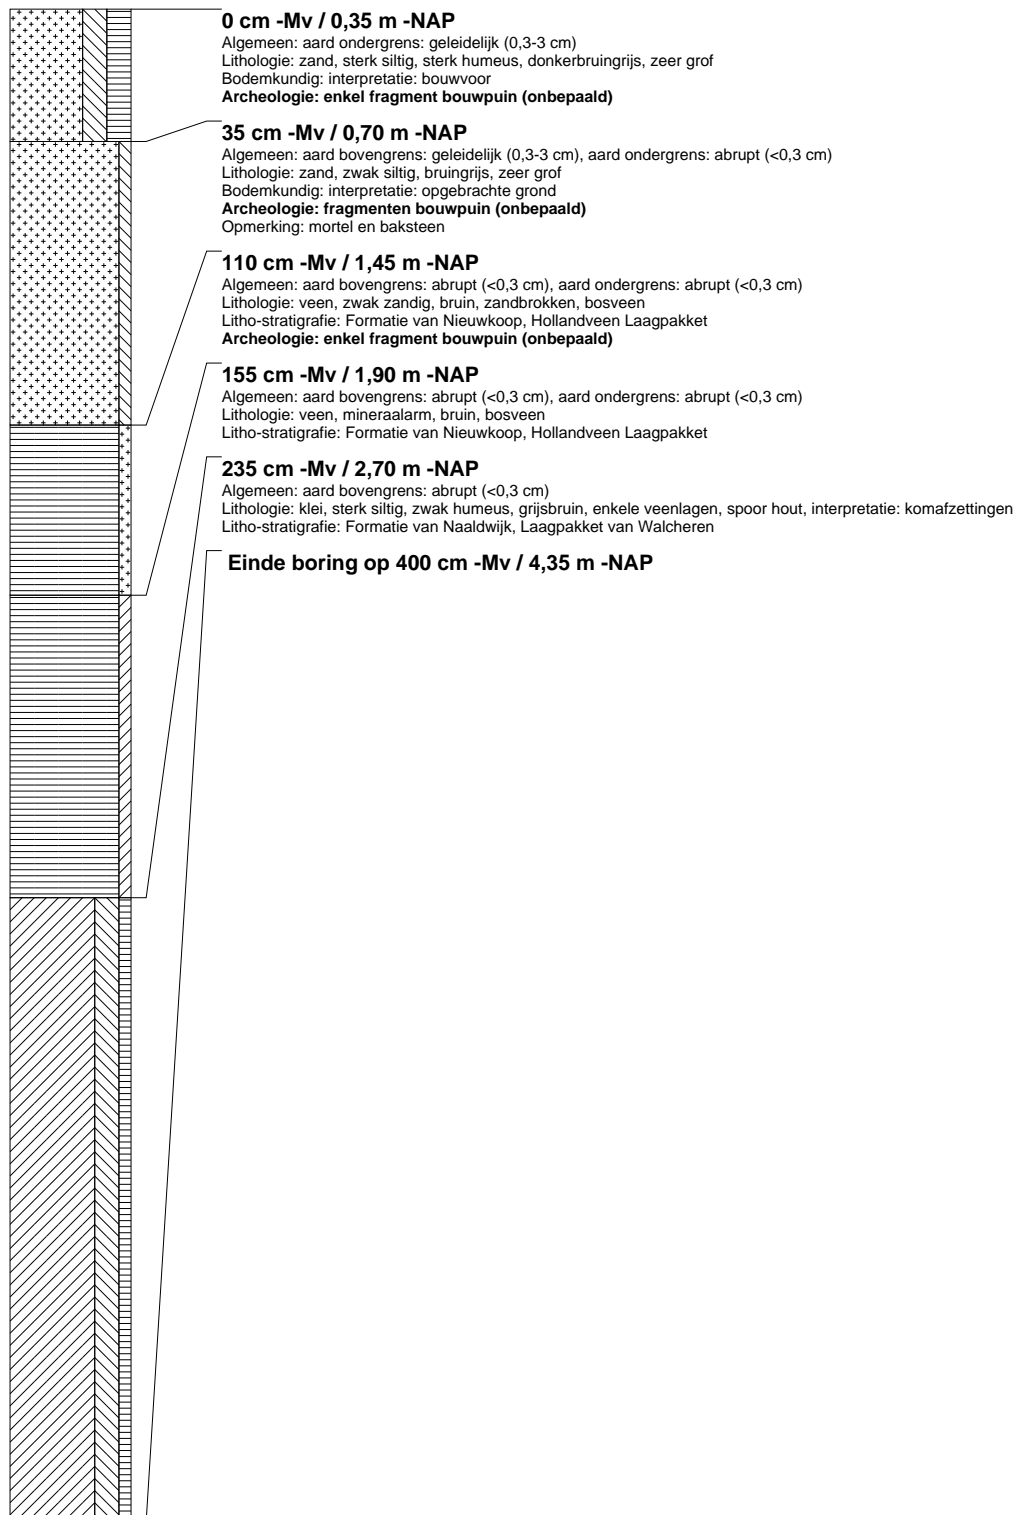 0 cm -Mv / 0,35 m -NAP
Algemeen: aard ondergrens: geleidelijk (0,3-3 cm)
Lithologie: zand, sterk siltig, sterk humeus, donkerbruingrijs, zeer grof
Bodemkundig: interpretatie: bouwvoor
Archeologie: enkel fragment bouwpuin (onbepaald)
35 cm -Mv / 0,70 m -NAP
Algemeen: aard bovengrens: geleidelijk (0,3-3 cm), aard ondergrens: abrupt (<0,3 cm)
Lithologie: zand, zwak siltig, bruingrijs, zeer grof
Bodemkundig: interpretatie: opgebrachte grond
Archeologie: fragmenten bouwpuin (onbepaald)
Opmerking: mortel en baksteen
110 cm -Mv / 1,45 m -NAP
Algemeen: aard bovengrens: abrupt (<0,3 cm), aard ondergrens: abrupt (<0,3 cm)
Lithologie: veen, zwak zandig, bruin, zandbrokken, bosveen
Litho-stratigrafie: Formatie van Nieuwkoop, Hollandveen Laagpakket
Archeologie: enkel fragment bouwpuin (onbepaald)
155 cm -Mv / 1,90 m -NAP
Algemeen: aard bovengrens: abrupt (<0,3 cm), aard ondergrens: abrupt (<0,3 cm)
Lithologie: veen, mineraalarm, bruin, bosveen
Litho-stratigrafie: Formatie van Nieuwkoop, Hollandveen Laagpakket
235 cm -Mv / 2,70 m -NAP
Algemeen: aard bovengrens: abrupt (<0,3 cm)
Lithologie: klei, sterk siltig, zwak humeus, grijsbruin, enkele veenlagen, spoor hout, interpretatie: komafzettingen
Litho-stratigrafie: Formatie van Naaldwijk, Laagpakket van Walcheren
Einde boring op 400 cm -Mv / 4,35 m -NAP